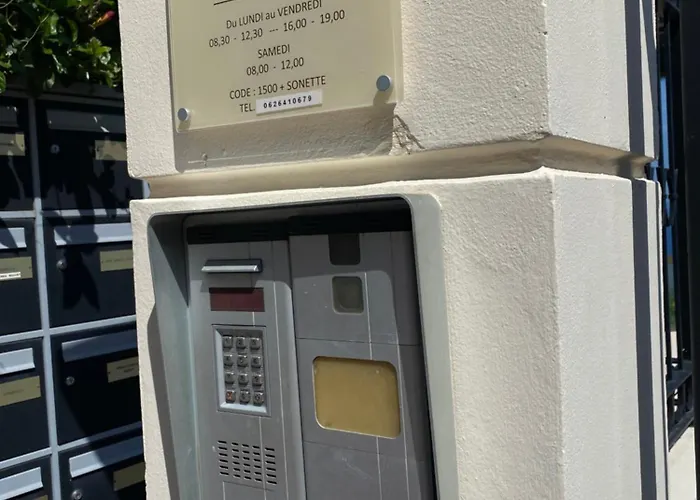 Du LUNDI au VENDREDI
08,30 - 12,30 --- 16,00 - 19,00
SAMEDI
08,00 - 12,00
CODE : 1500 + SONETTE
TEL. 0626410679